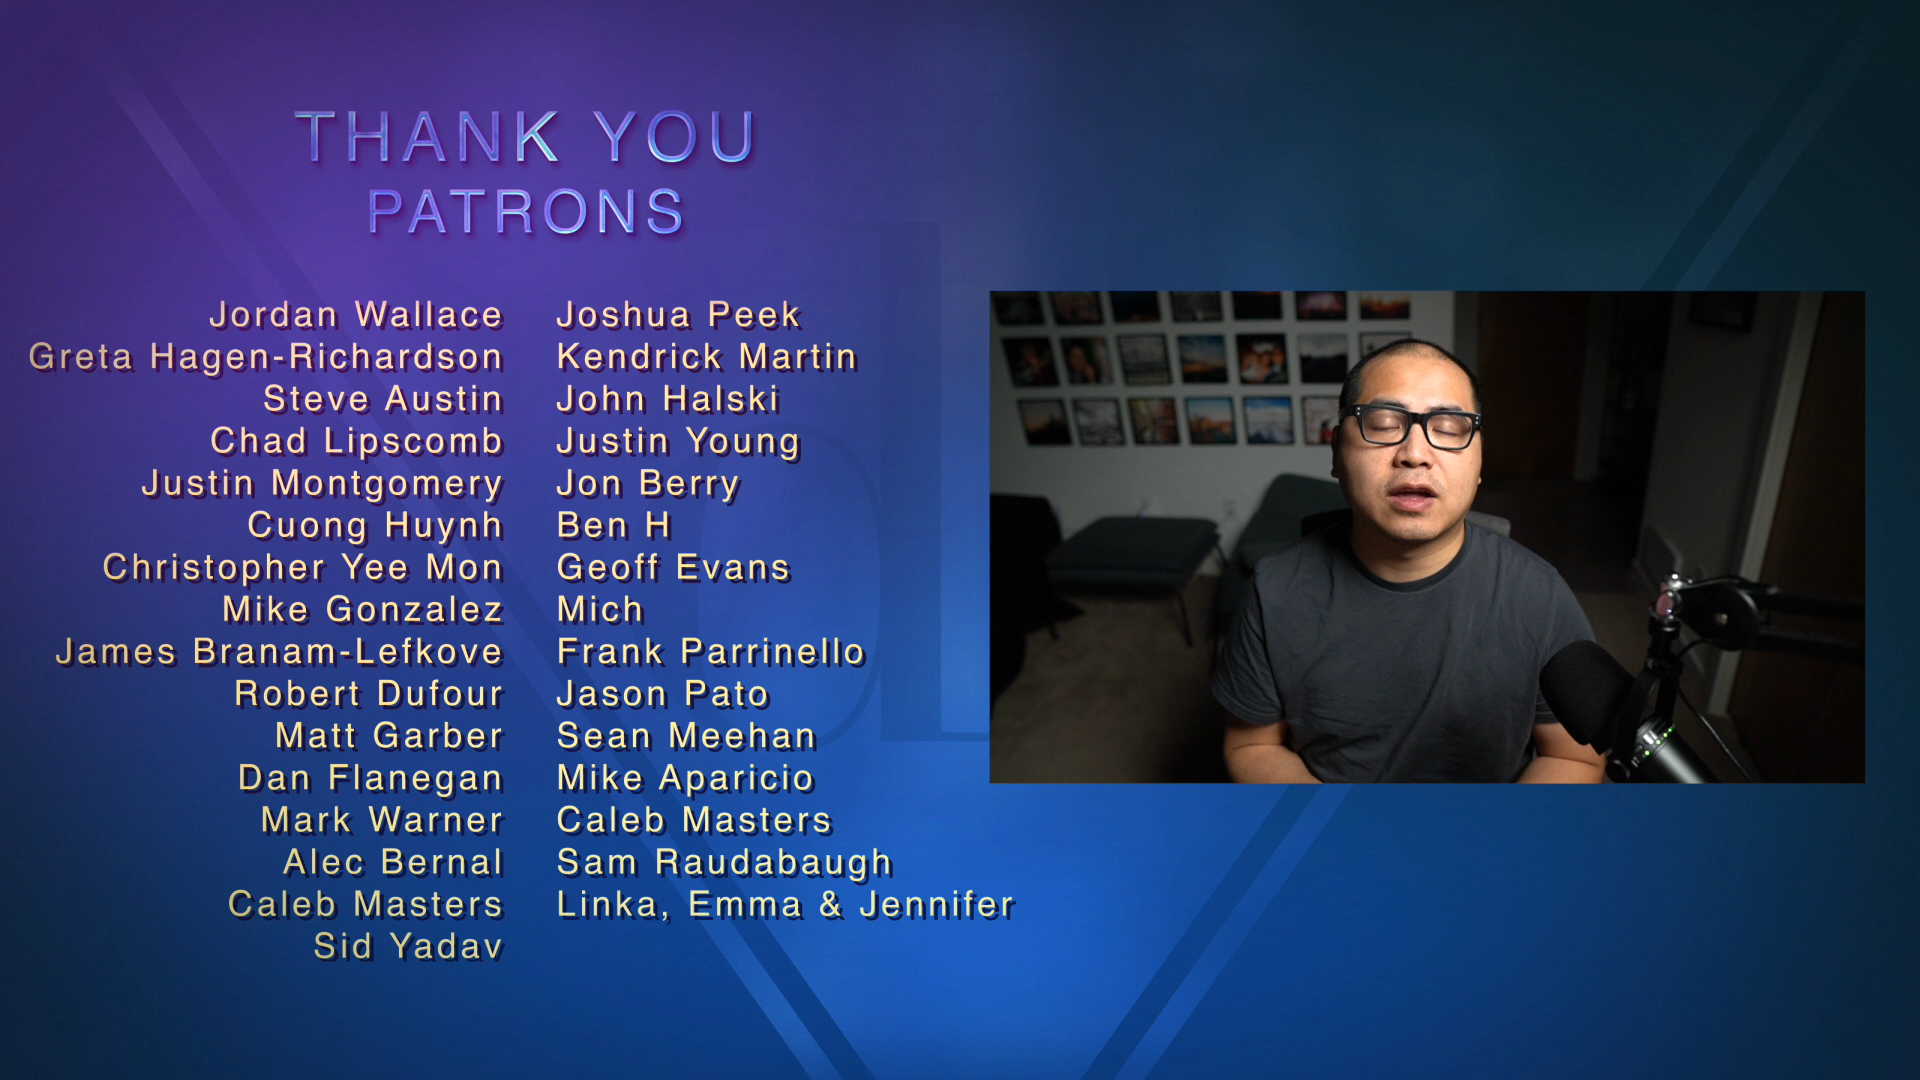 THANK YOU
PATRONS
Jordan Wallace
Greta Hagen-Richardson
Steve Austin
Chad Lipscomb
Justin Montgomery
Cuong Huynh
Christopher Yee Mon
Mike Gonzalez
James Branam-Lefkove
Robert Dufour
Matt Garber
Dan Flanegan
Mark Warner
Alec Bernal
Caleb Masters
Sid Yadav
Joshua Peek
Kendrick Martin
John Halski
Justin Young
Jon Berry
Ben H
Geoff Evans
Mich
Frank Parrinello
Jason Pato
Sean Meehan
Mike Aparicio
Caleb Masters
Sam Raudabaugh
Linka, Emma & Jennifer